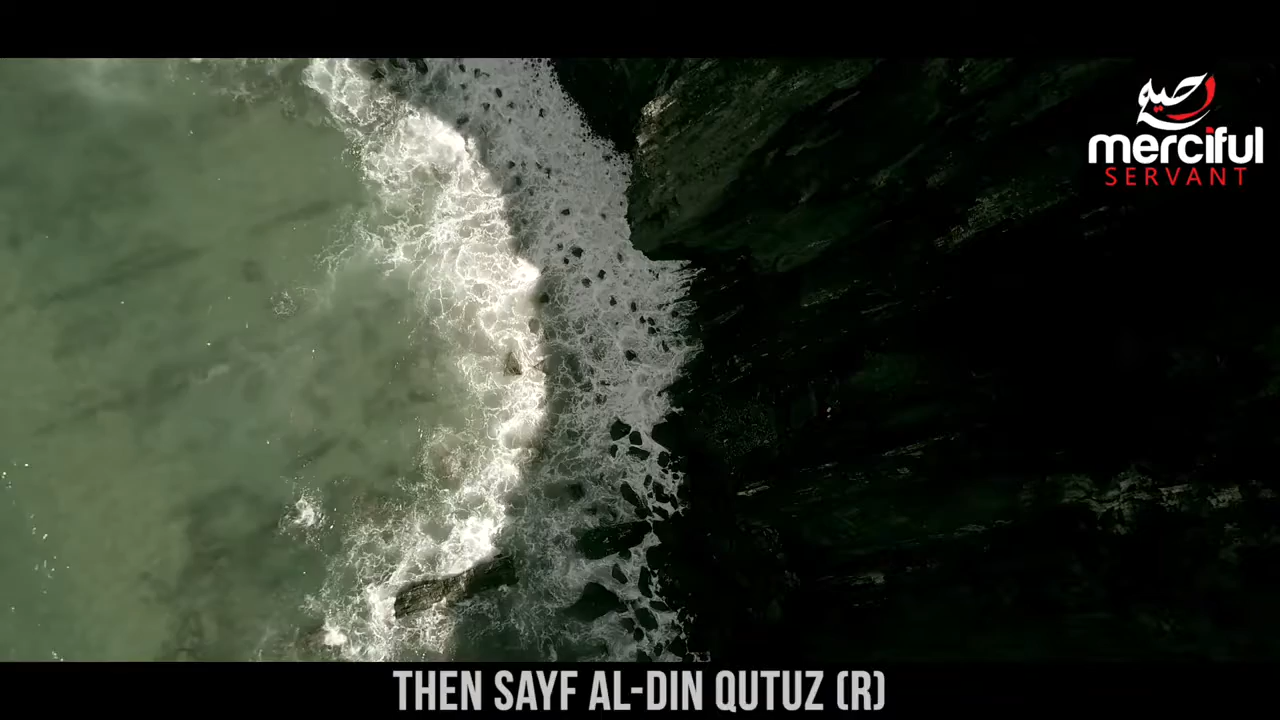 merciful
SERVANT
THEN SAYF AL-DIN QUTUZ (R)